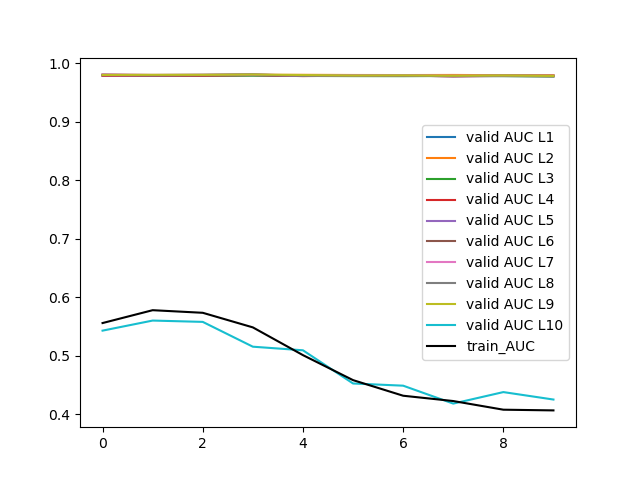 1.0
0.9
0.8
0.7
0.6
0.5
0.4
0 2 4 6 8
valid AUC L1
valid AUC L2
valid AUC L3
valid AUC L4
valid AUC L5
valid AUC L6
valid AUC L7
valid AUC L8
valid AUC L9
valid AUC L10
train_AUC